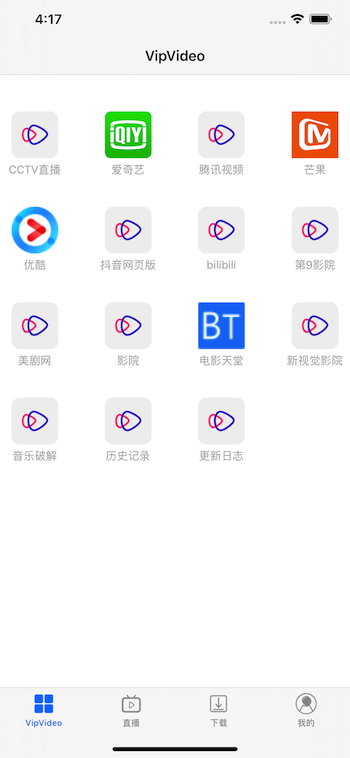 4:17
VipVideo
iQIYI
CCTV直播
爱奇艺
腾讯视频
芒果
优酷
抖音网页版
bilibili
第9影院
BT
美剧网
影院
电影天堂
新视觉影院
音乐破解
历史记录
更新日志
VipVideo
直播
下载
我的